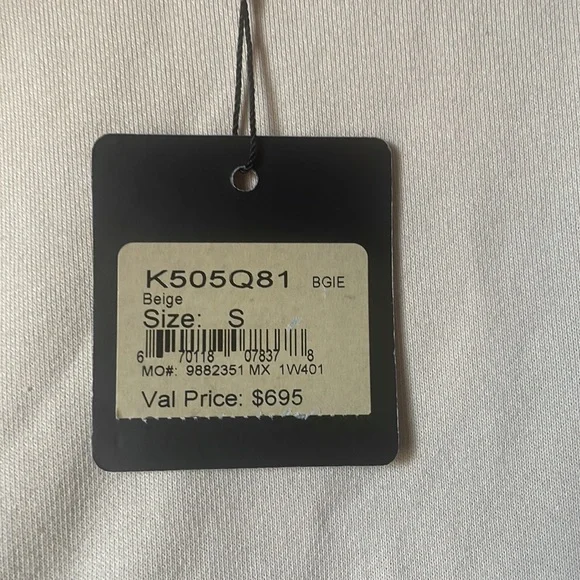 K505Q81 BGIE
Beige
Size: S
6 70118 07837 8
MO#: 9882351 MX 1W401
Val Price: $695